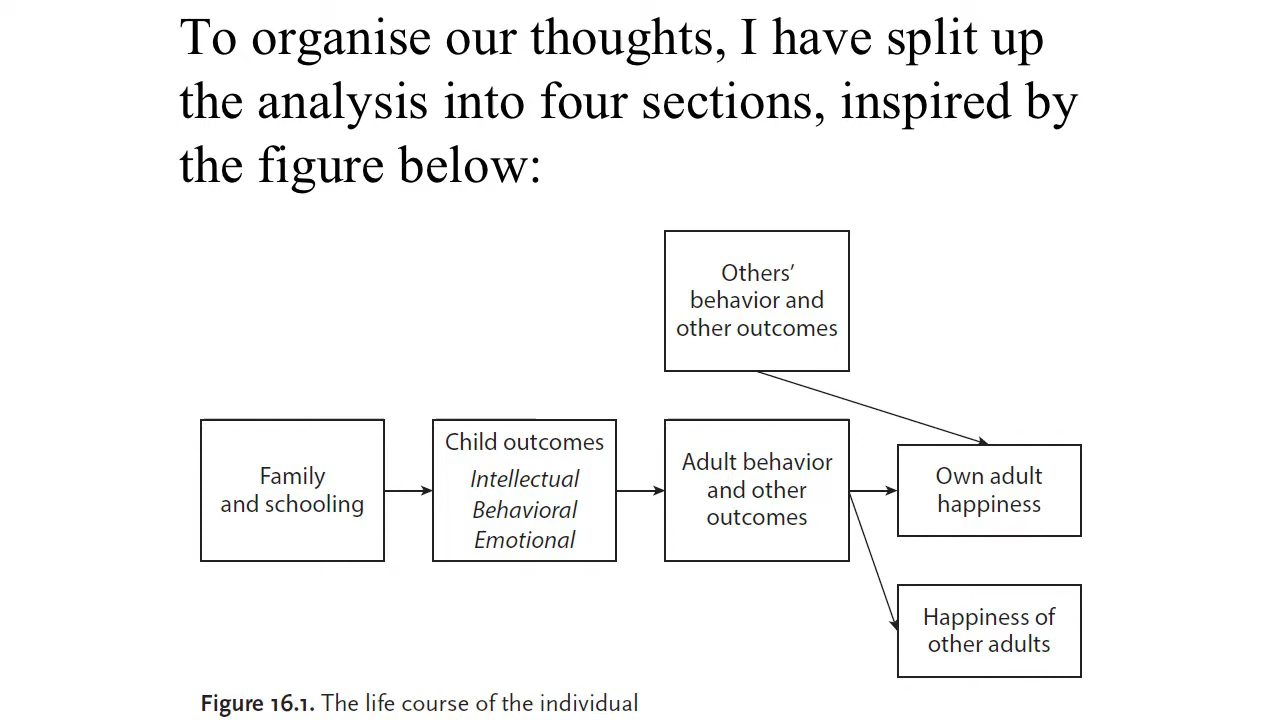 To organise our thoughts, I have split up
the analysis into four sections, inspired by
the figure below:
Others’
behavior and
other outcomes
Family
and schooling
Child outcomes
Intellectual
Behavioral
Emotional
Adult behavior
and other
outcomes
Own adult
happiness
Happiness of
other adults
Figure 16.1. The life course of the individual